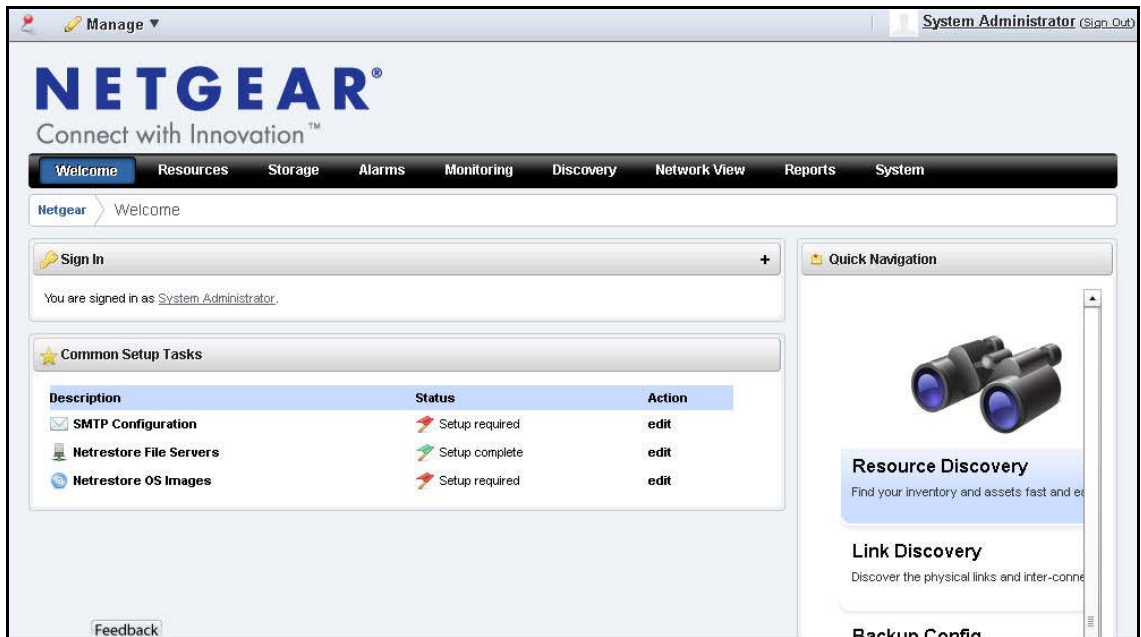 Manage ▼
System Administrator (Sign Out)
NETGEAR®
Connect with Innovation™
Welcome Resources Storage Alarms Monitoring Discovery Network View Reports System
Netgear Welcome
Sign In +
You are signed in as System Administrator.
Common Setup Tasks
Description Status Action
SMTP Configuration Setup required edit
Netrestore File Servers Setup complete edit
Netrestore OS Images Setup required edit
Quick Navigation
Resource Discovery
Find your inventory and assets fast and ea
Link Discovery
Discover the physical links and inter-conne
Backup Config
Feedback